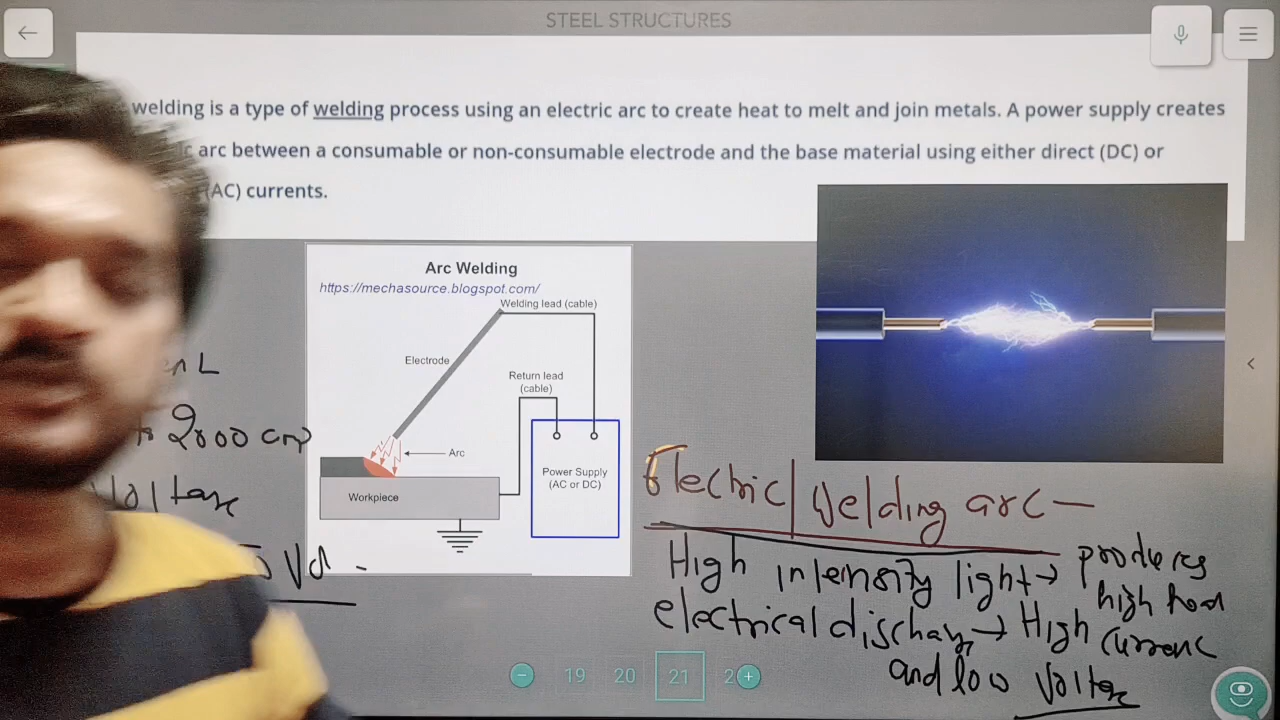 STEEL STRUCTURES
welding is a type of welding process using an electric arc to create heat to melt and join metals. A power supply creates
arc between a consumable or non-consumable electrode and the base material using either direct (DC) or
(AC) currents.
Arc Welding
https://mechasource.blogspot.com/
Welding lead (cable)
Electrode
Return lead
(cable)
Arc
Power Supply
(AC or DC)
Workpiece
2000 amp
Electric/Welding arc —
High intensity light → produces
high heat
electrical discharge → High current
and low Voltage
19 20 21